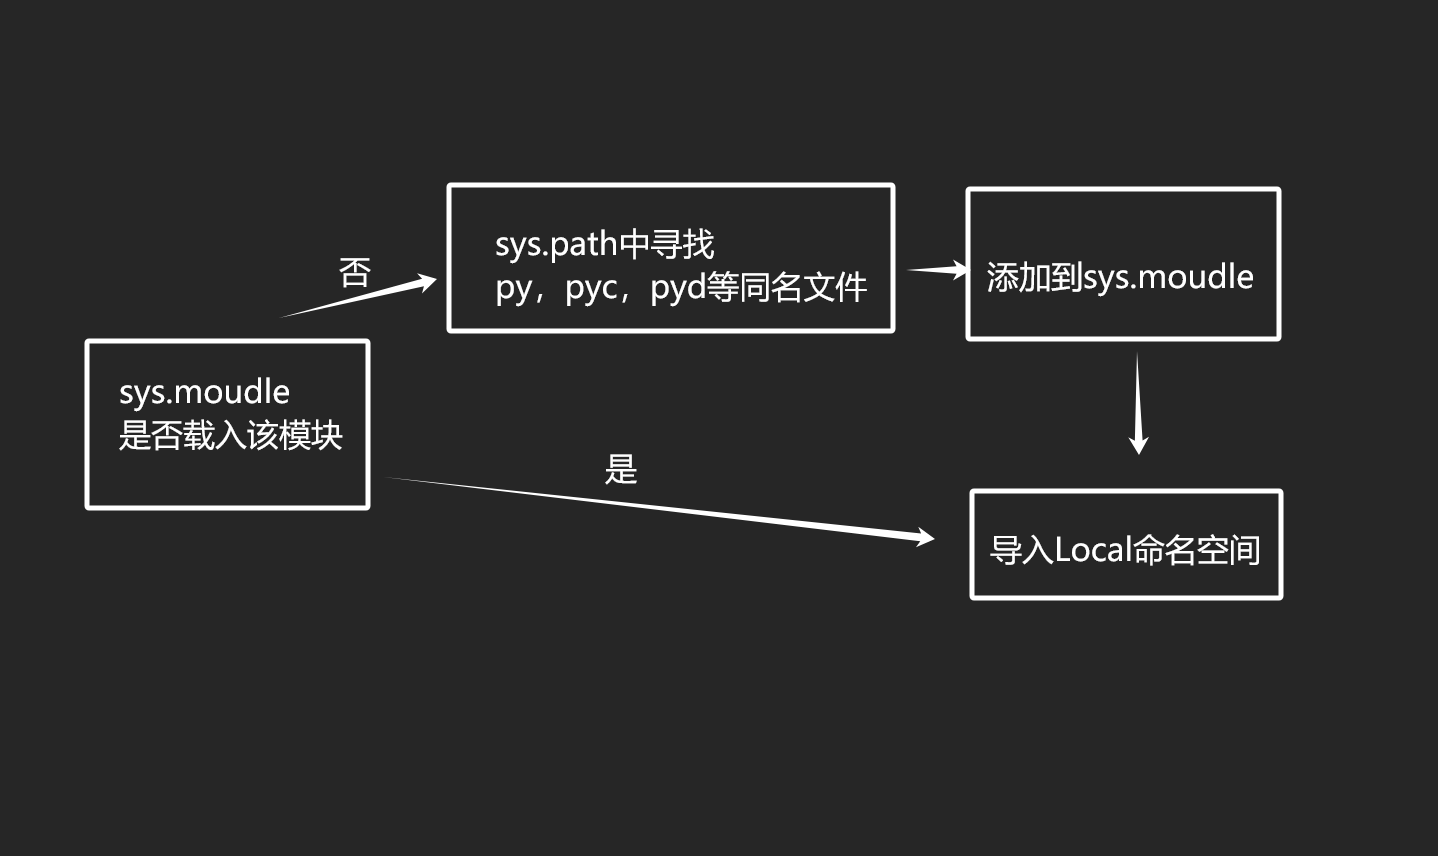 否
sys.path中寻找
py，pyc，pyd等同名文件
添加到sys.moudle
sys.moudle
是否载入该模块
是
导入Local命名空间